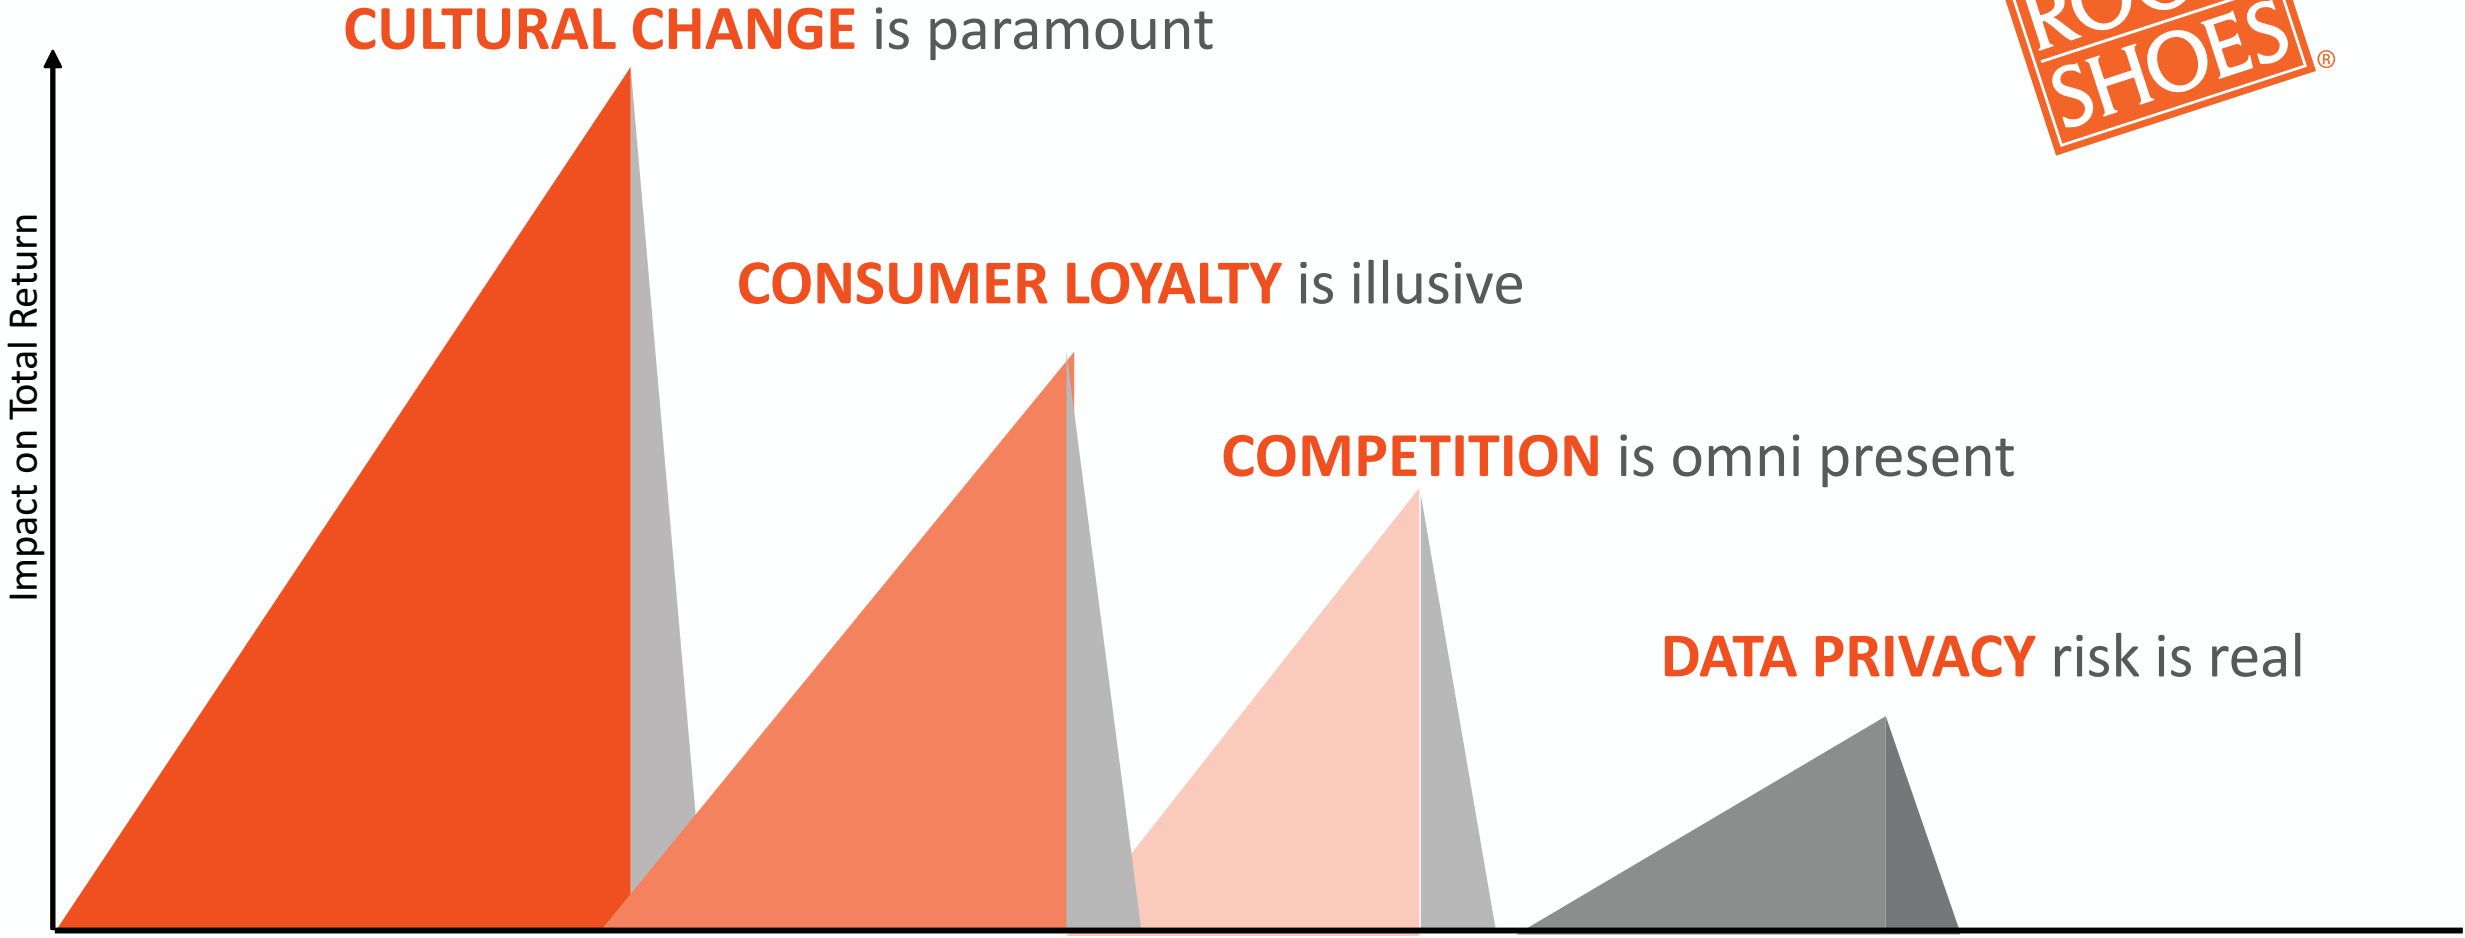 CULTURAL CHANGE is paramount
SHOES
®
Impact on Total Return
CONSUMER LOYALTY is illusive
COMPETITION is omni present
DATA PRIVACY risk is real